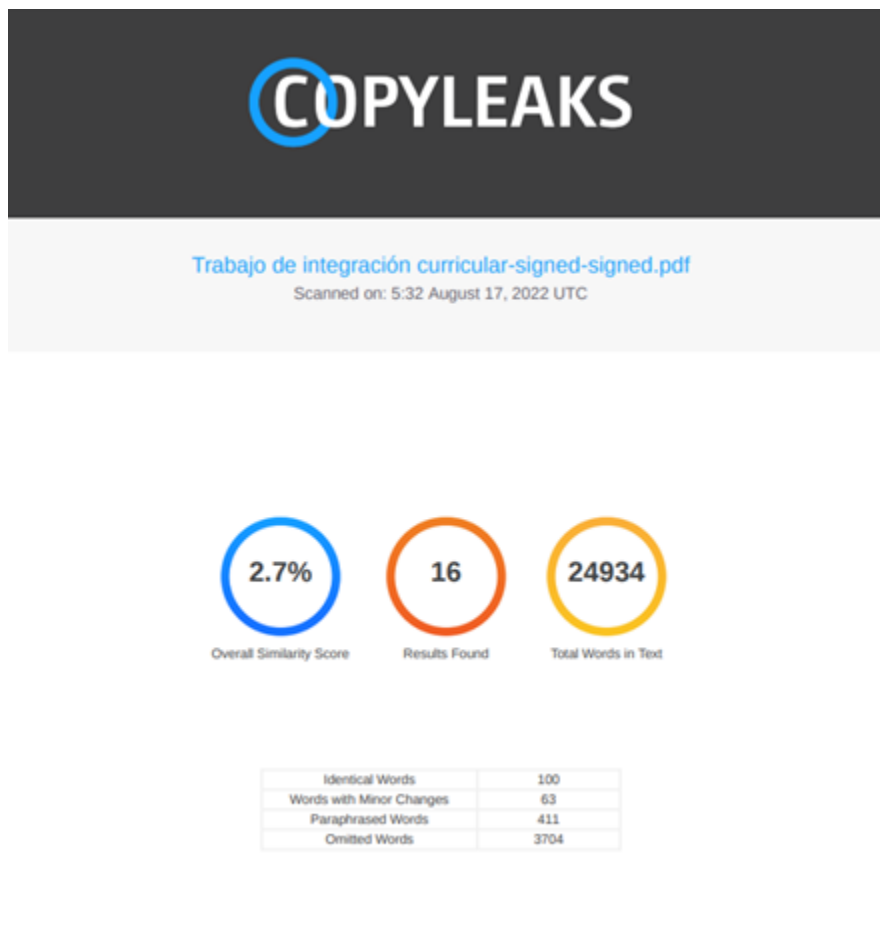 COPYLEAKS
Trabajo de integración curricular-signed-signed.pdf
Scanned on: 5:32 August 17, 2022 UTC
2.7% 16 24934
Overall Similarity Score Results Found Total Words in Text
Identical Words 100
Words with Minor Changes 63
Paraphrased Words 411
Omitted Words 3704